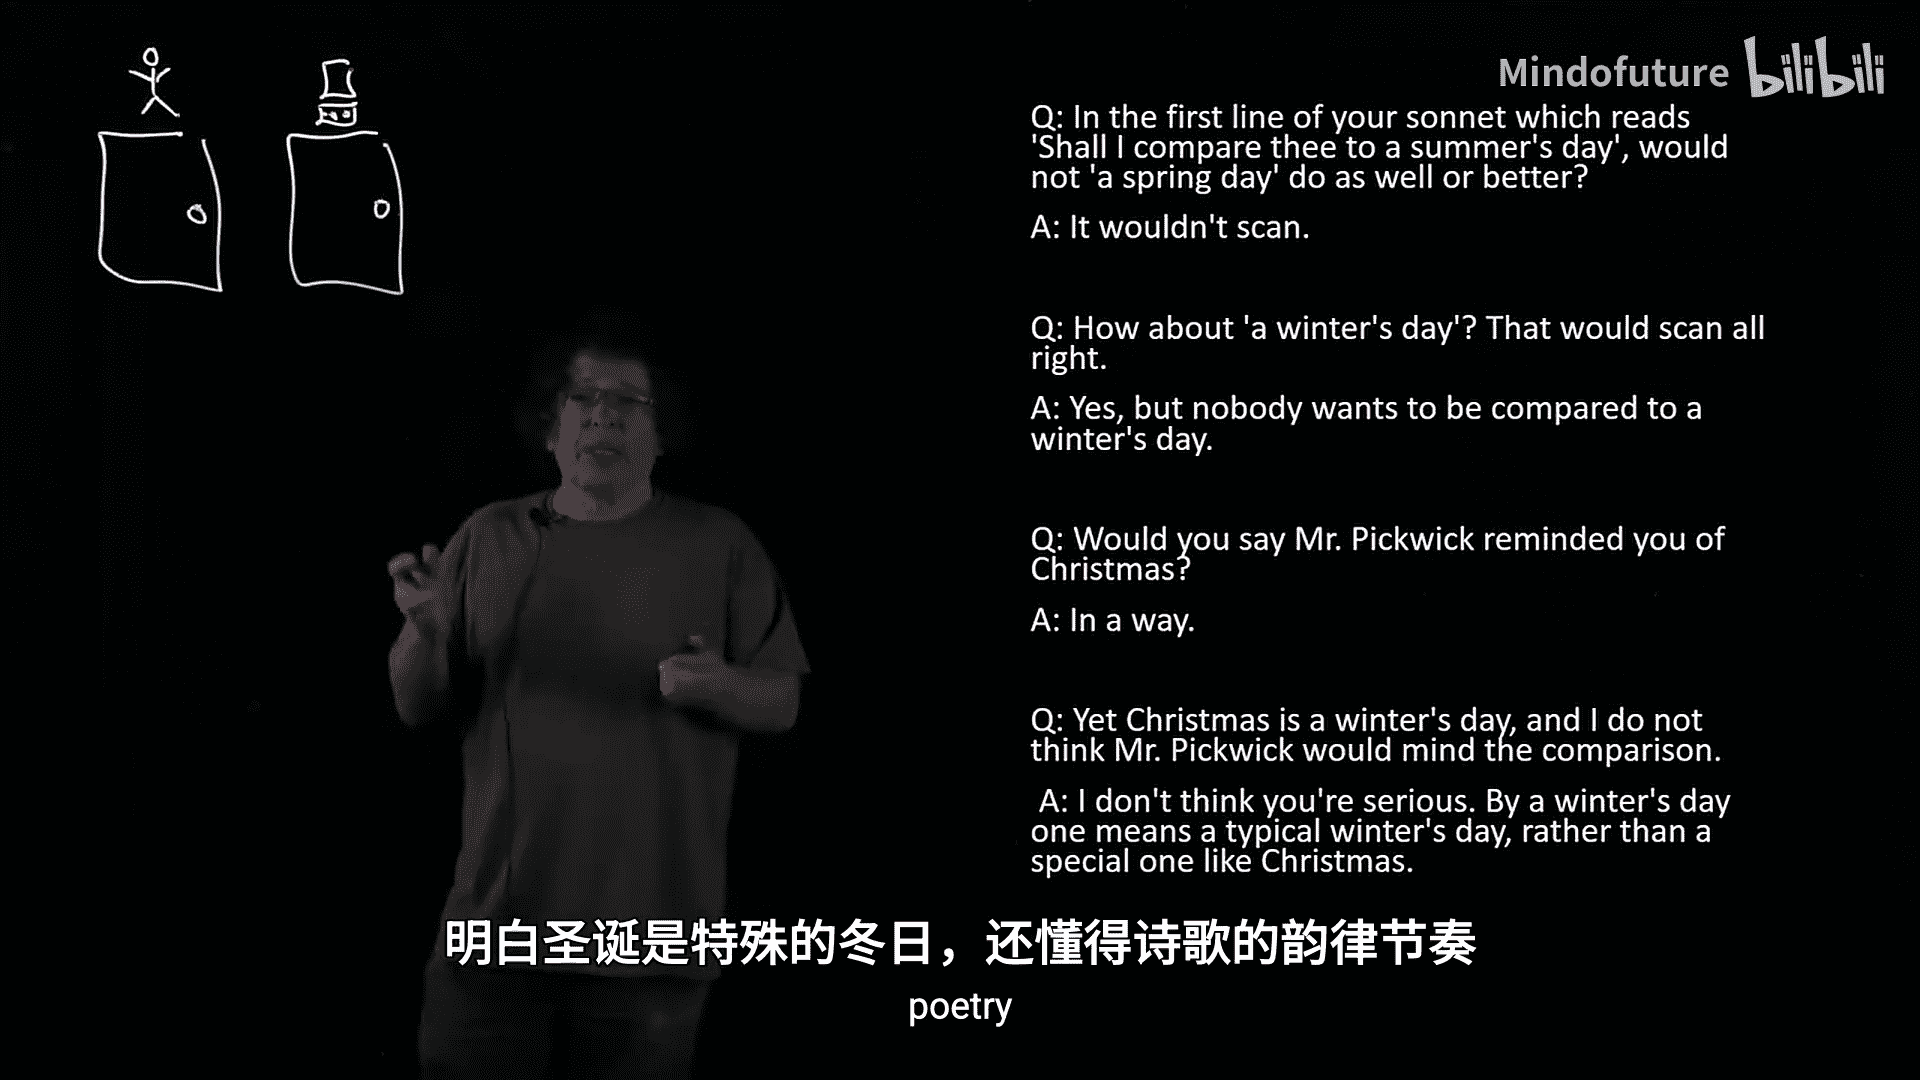 Mindofuture bilibili
Q: In the first line of your sonnet which reads
'Shall I compare thee to a summer's day', would
not 'a spring day' do as well or better?
A: It wouldn't scan.
Q: How about 'a winter's day'? That would scan all
right.
A: Yes, but nobody wants to be compared to a
winter's day.
Q: Would you say Mr. Pickwick reminded you of
Christmas?
A: In a way.
Q: Yet Christmas is a winter's day, and I do not
think Mr. Pickwick would mind the comparison.
A: I don't think you're serious. By a winter's day
one means a typical winter's day, rather than a
special one like Christmas.
明白圣诞是特殊的冬日，还懂得诗歌的韵律节奏
poetry